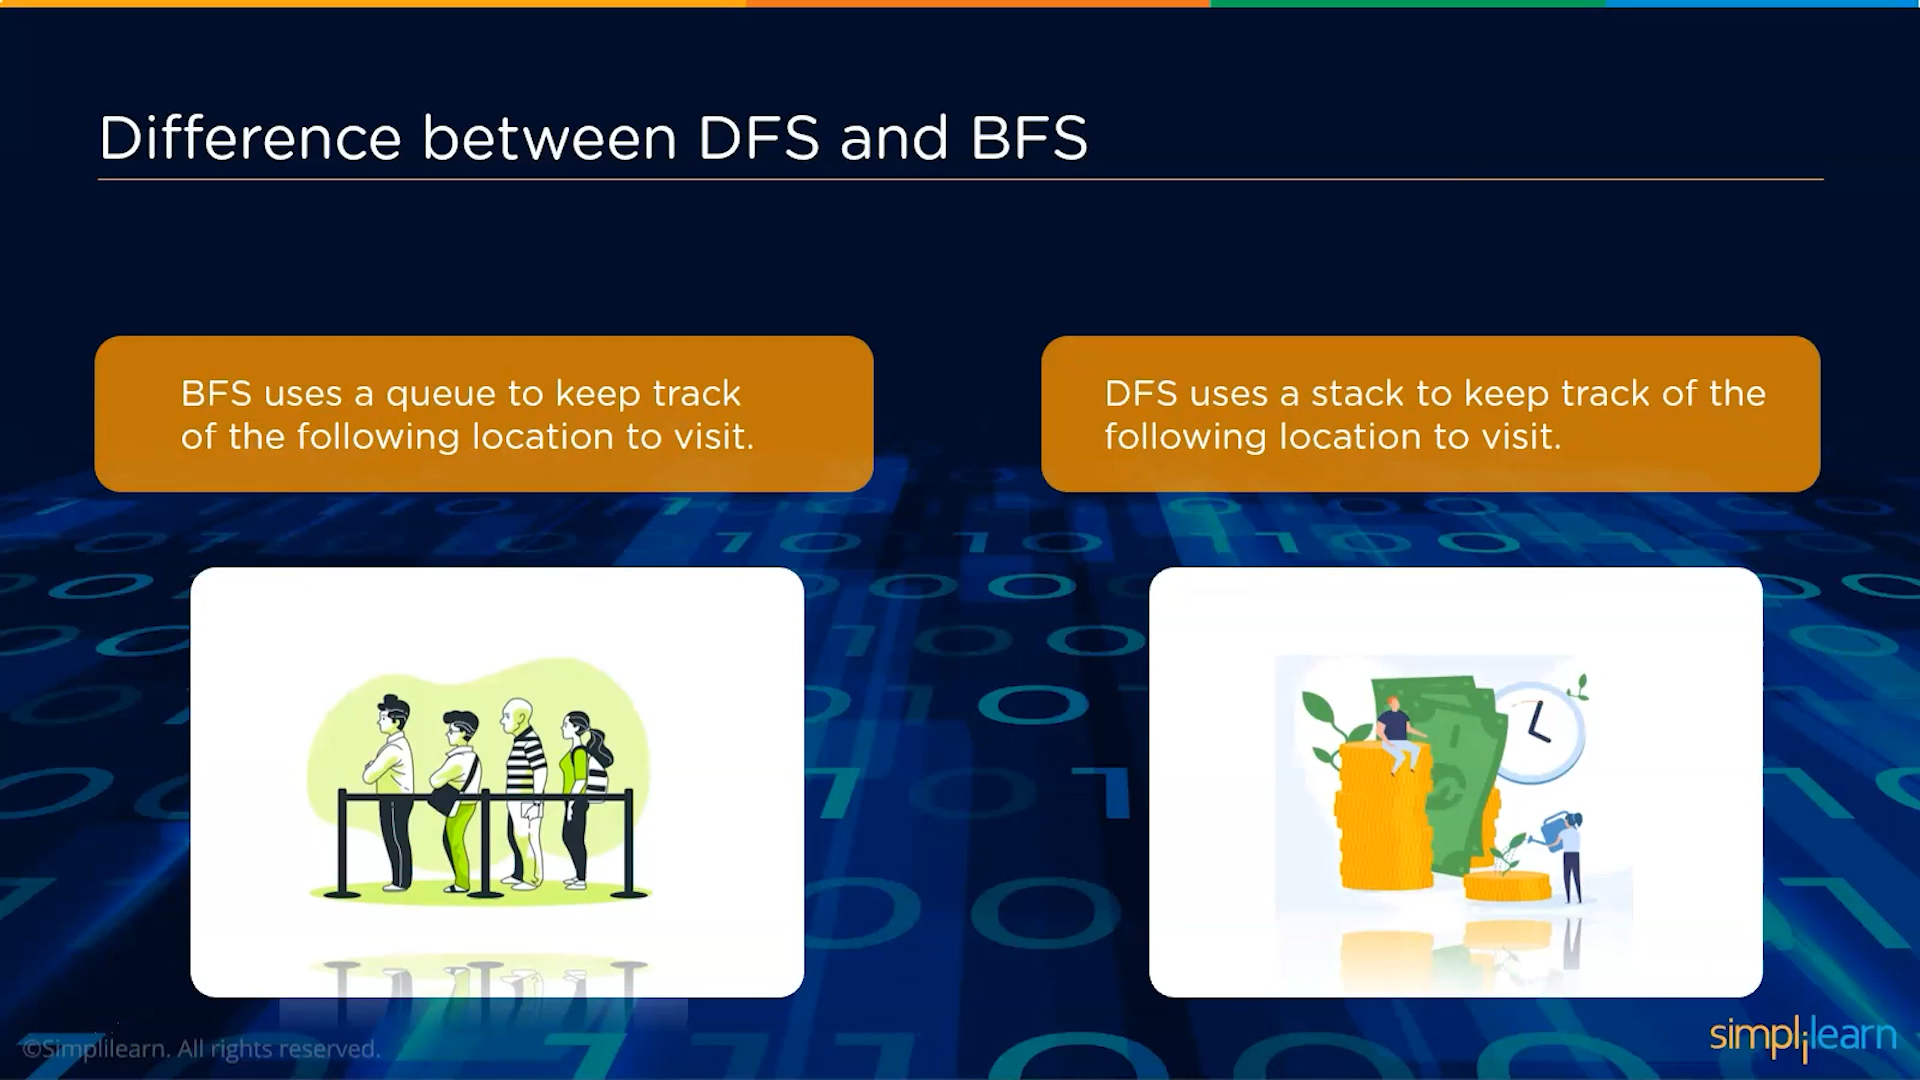 Difference between DFS and BFS
BFS uses a queue to keep track
of the following location to visit.
DFS uses a stack to keep track of the
following location to visit.
©Simplilearn. All rights reserved.
simplilearn